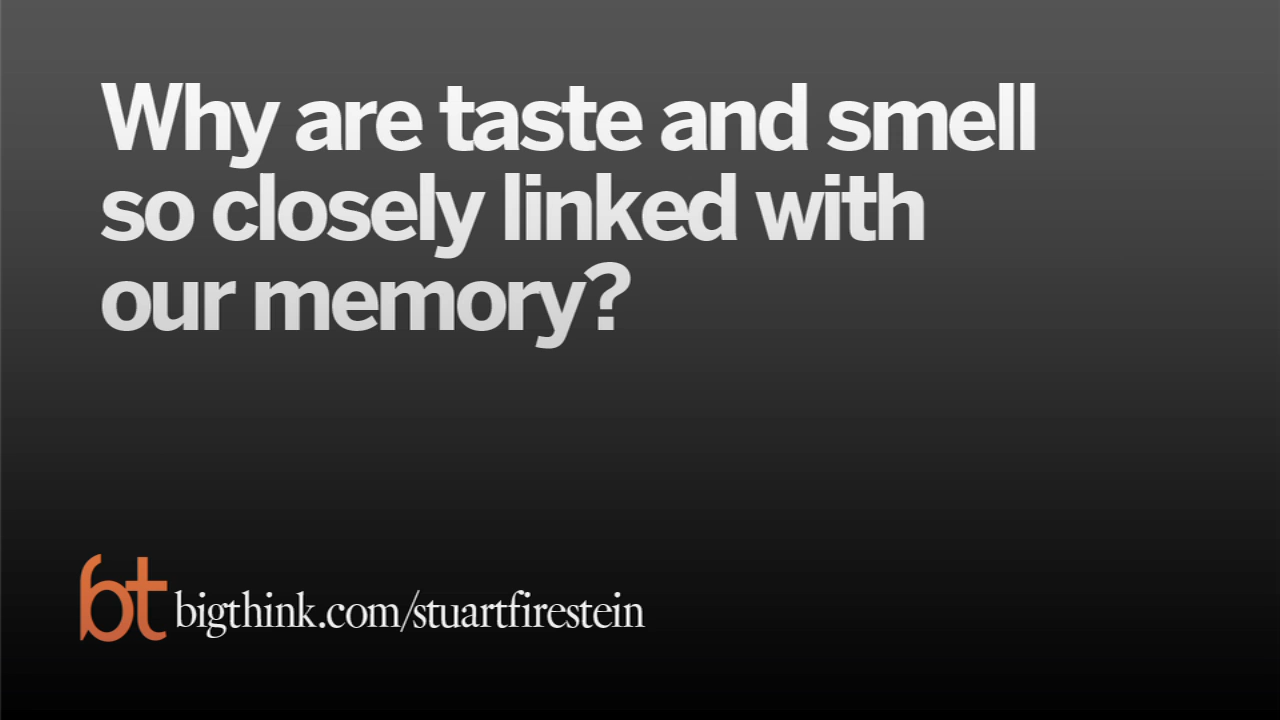 Why are taste and smell
so closely linked with
our memory?
bt bigthink.com/stuartfirestein